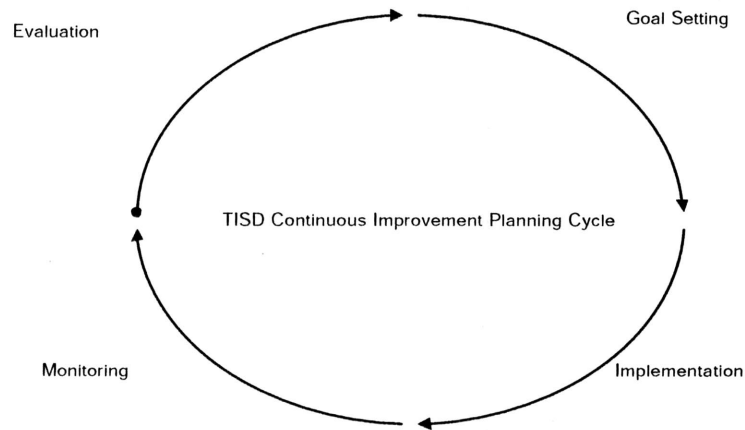 Evaluation
Goal Setting
TISD Continuous Improvement Planning Cycle
Monitoring
Implementation